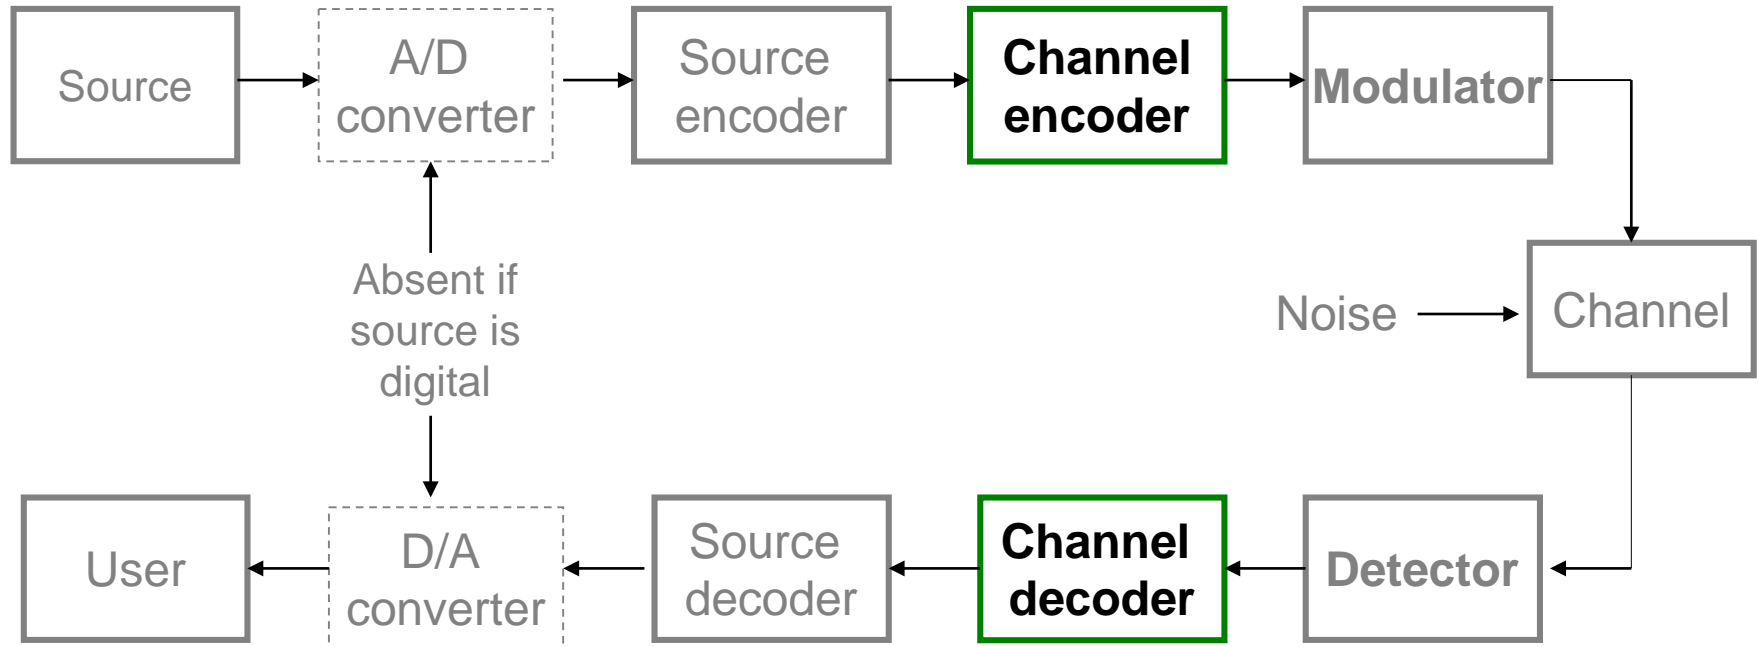 Source
A/D
converter
Source
encoder
Channel
encoder
Modulator
Absent if
source is
digital
Noise
Channel
User
D/A
converter
Source
decoder
Channel
decoder
Detector